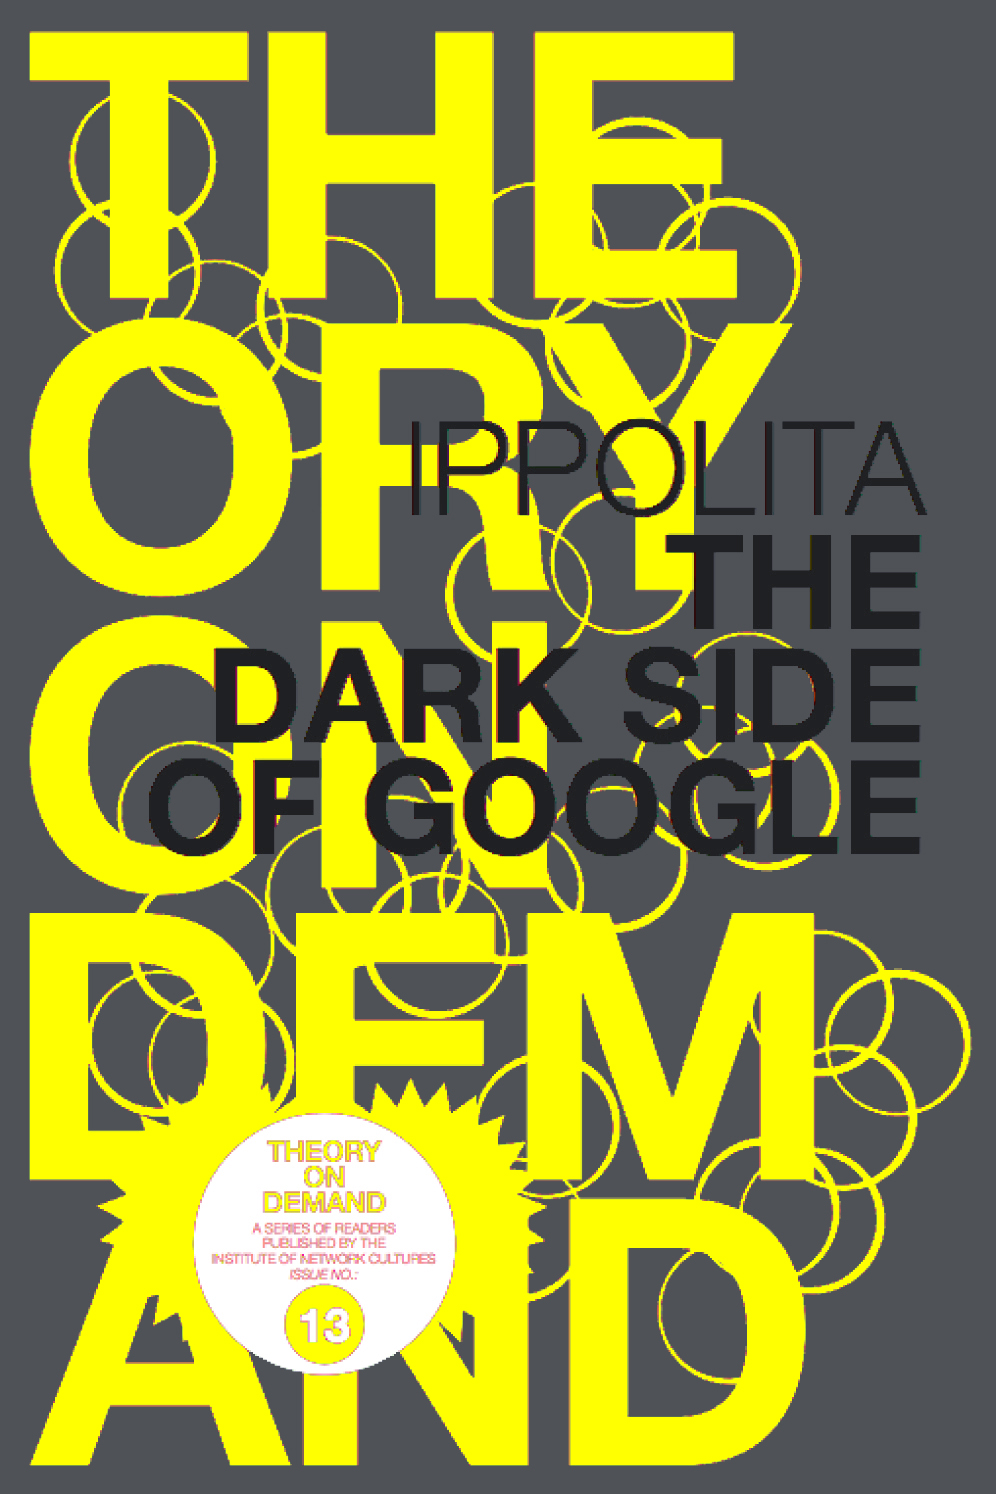 THE
ORY
ON
DEM
AND
IPPOLITA
THE
DARK SIDE
OF GOOGLE
THEORY
ON
DEMAND
A SERIES OF READERS
PUBLISHED BY THE
INSTITUTE OF NETWORK CULTURES
ISSUE NO.:
13